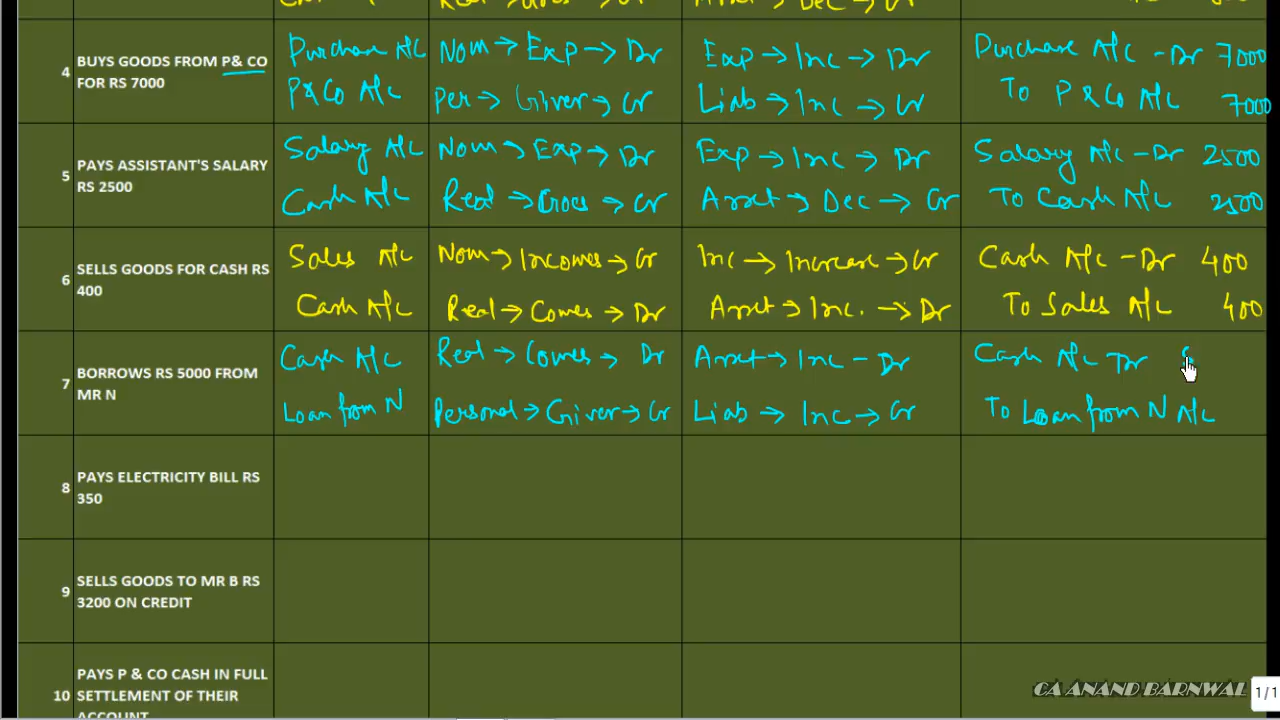 4 BUYS GOODS FROM P& CO
FOR RS 7000
Purchase A/c
P&Co A/c
Nom → Exp → Dr
Per → Giver → Cr
Exp → Inc → Dr
Liab → Inc → Cr
Purchase A/c - Dr 7000
To P & Co A/c 7000
5 PAYS ASSISTANT'S SALARY
RS 2500
Salary A/c
Cash A/c
Nom → Exp → Dr
Real → Goes → Cr
Exp → Inc → Dr
Asset → Dec → Cr
Salary A/c - Dr 2500
To Cash A/c 2500
6 SELLS GOODS FOR CASH RS
400
Sales A/c
Cash A/c
Nom → Incomes → Cr
Real → Comes → Dr
Inc → Increase → Cr
Asset → Inc. → Dr
Cash A/c - Dr 400
To Sales A/c 400
7 BORROWS RS 5000 FROM
MR N
Cash A/c
Loan from N
Real → Comes → Dr
Personal → Giver → Cr
Asset → Inc - Dr
Liab → Inc → Cr
Cash A/c - Dr
To Loan from N A/c
8 PAYS ELECTRICITY BILL RS
350
9 SELLS GOODS TO MR B RS
3200 ON CREDIT
10 PAYS P & CO CASH IN FULL
SETTLEMENT OF THEIR
ACCOUNT
CA ANAND BARNWAL
1/1